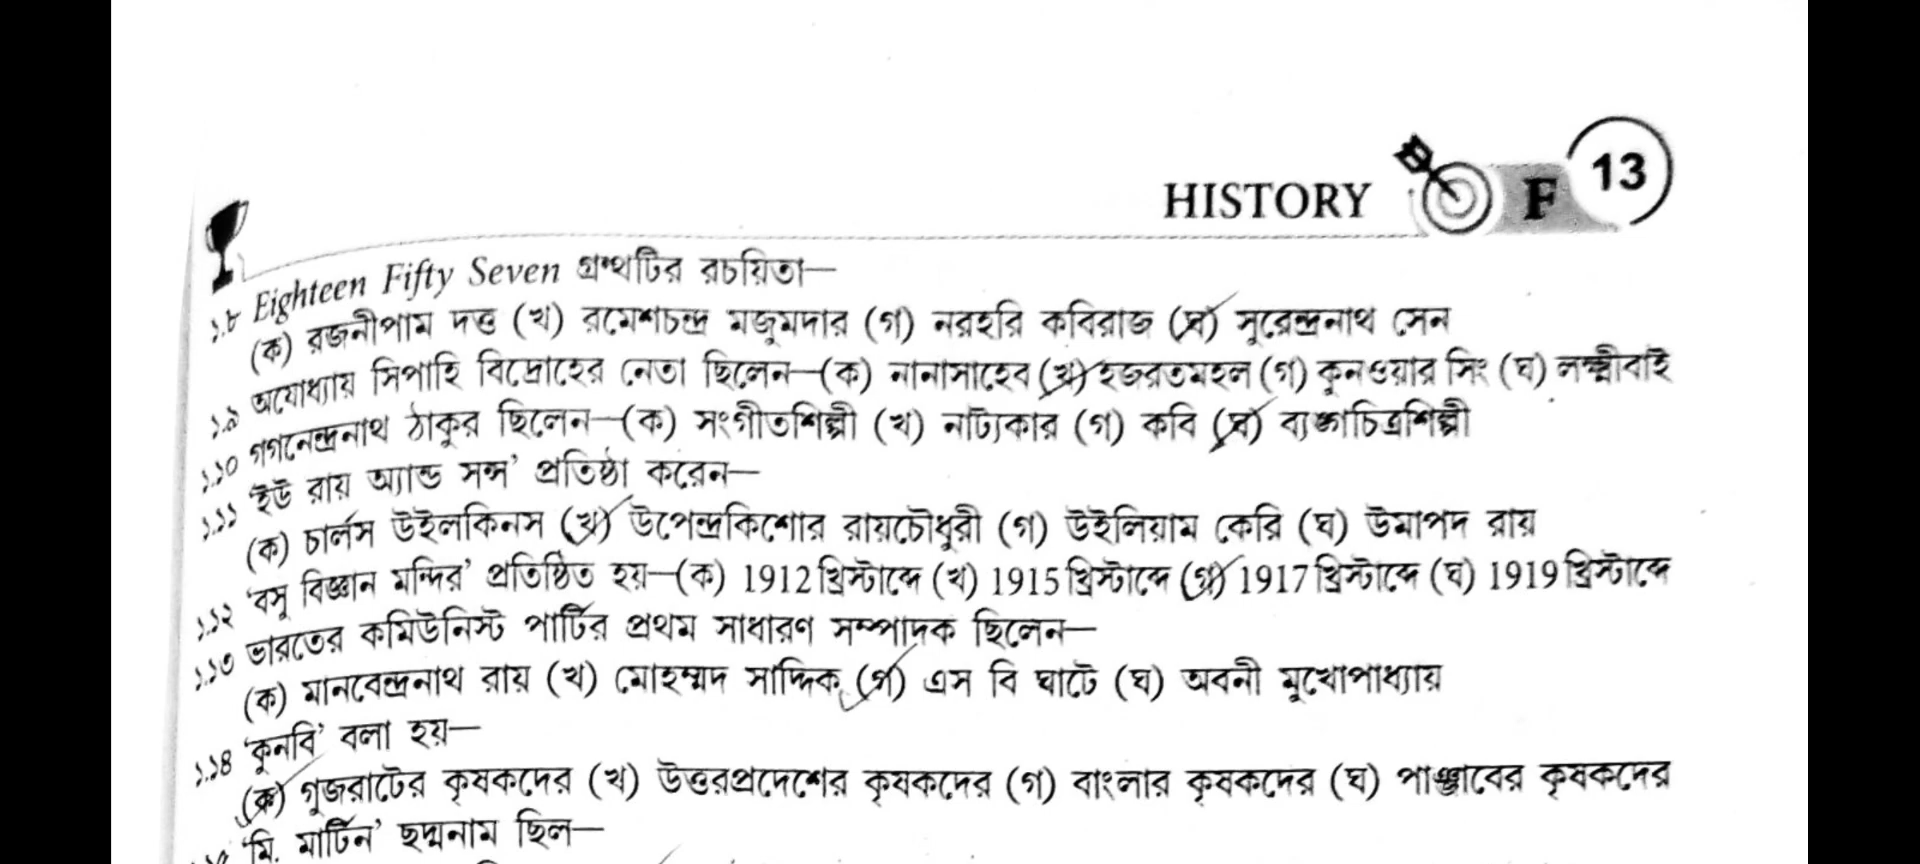 HISTORY F 13
১.৮ Eighteen Fifty Seven গ্রন্থটির রচয়িতা—
(ক) রজনীপাম দত্ত (খ) রমেশচন্দ্র মজুমদার (গ) নরহরি কবিরাজ (ঘ) সুরেন্দ্রনাথ সেন
১.৯ অযোধ্যায় সিপাহি বিদ্রোহের নেতা ছিলেন—(ক) নানাসাহেব (খ) হজরতমহল (গ) কুনওয়ার সিং (ঘ) লক্ষ্মীবাই
১.১০ গগনেন্দ্রনাথ ঠাকুর ছিলেন—(ক) সংগীতশিল্পী (খ) নাট্যকার (গ) কবি (ঘ) ব্যঙ্গচিত্রশিল্পী
১.১১ 'ইউ রায় অ্যান্ড সন্স' প্রতিষ্ঠা করেন—
(ক) চার্লস উইলকিনস (খ) উপেন্দ্রকিশোর রায়চৌধুরী (গ) উইলিয়াম কেরি (ঘ) উমাপদ রায়
১.১২ 'বসু বিজ্ঞান মন্দির' প্রতিষ্ঠিত হয়—(ক) 1912 খ্রিস্টাব্দে (খ) 1915 খ্রিস্টাব্দে (গ) 1917 খ্রিস্টাব্দে (ঘ) 1919 খ্রিস্টাব্দে
১.১৩ ভারতের কমিউনিস্ট পার্টির প্রথম সাধারণ সম্পাদক ছিলেন—
(ক) মানবেন্দ্রনাথ রায় (খ) মোহম্মদ সাদ্দিক (গ) এস বি ঘাটে (ঘ) অবনী মুখোপাধ্যায়
১.১৪ 'কুনবি' বলা হয়—
(ক) গুজরাটের কৃষকদের (খ) উত্তরপ্রদেশের কৃষকদের (গ) বাংলার কৃষকদের (ঘ) পাঞ্জাবের কৃষকদের
'মি. মার্টিন' ছদ্মনাম ছিল—